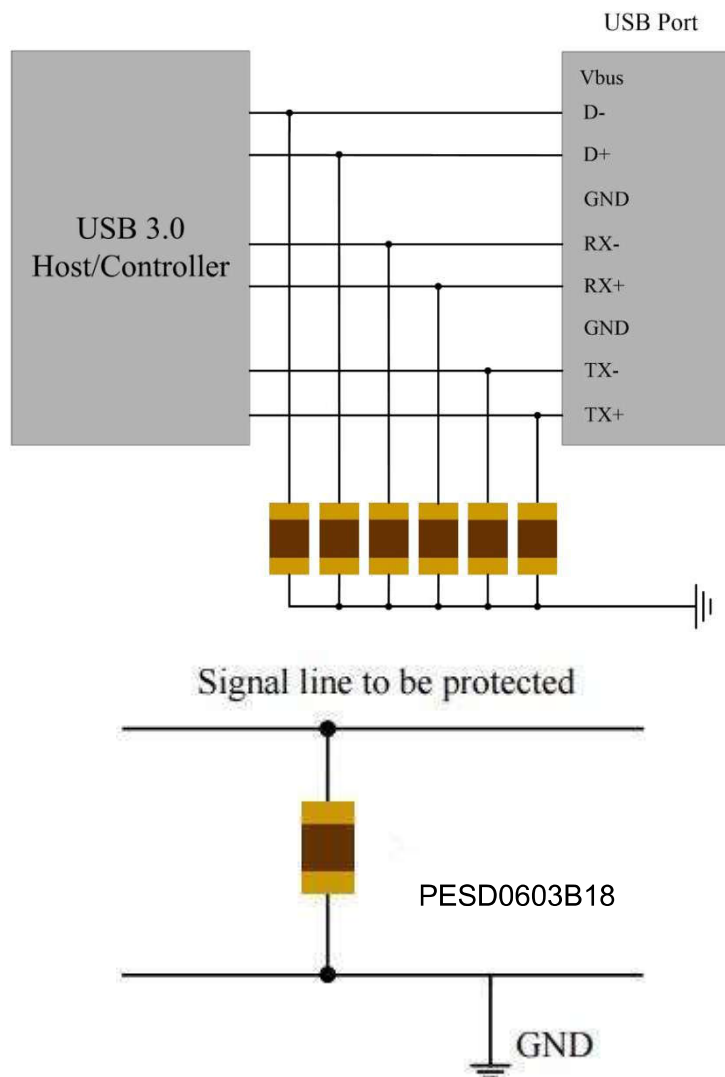 USB Port
Vbus
D-
D+
GND
RX-
RX+
GND
TX-
TX+
USB 3.0
Host/Controller
Signal line to be protected
PESD0603B18
GND